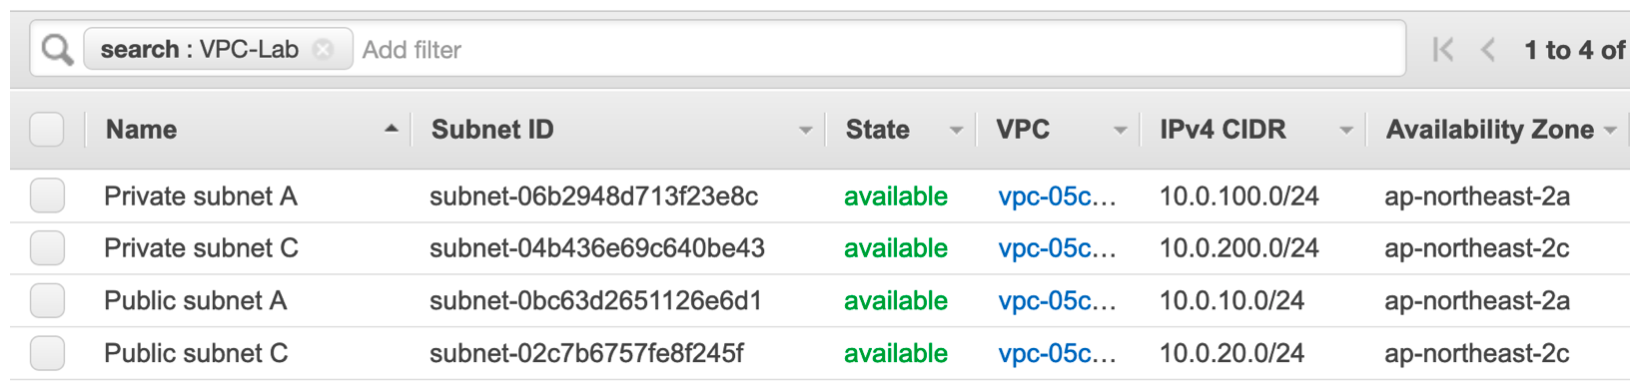 search : VPC-Lab Add filter 1 to 4 of
Name Subnet ID State VPC IPv4 CIDR Availability Zone
Private subnet A subnet-06b2948d713f23e8c available vpc-05c... 10.0.100.0/24 ap-northeast-2a
Private subnet C subnet-04b436e69c640be43 available vpc-05c... 10.0.200.0/24 ap-northeast-2c
Public subnet A subnet-0bc63d2651126e6d1 available vpc-05c... 10.0.10.0/24 ap-northeast-2a
Public subnet C subnet-02c7b6757fe8f245f available vpc-05c... 10.0.20.0/24 ap-northeast-2c